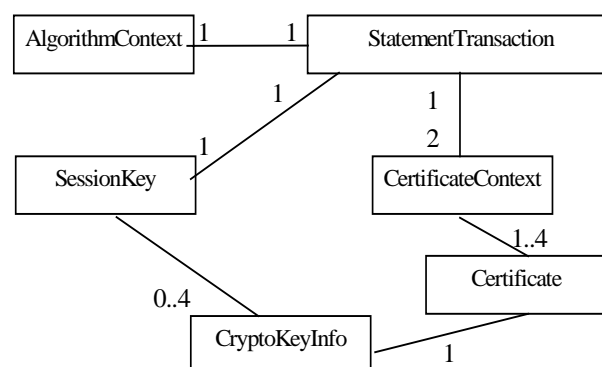 AlgorithmContext 1 1 StatementTransaction
1 1
1 2
SessionKey CertificateContext
1..4
Certificate
0..4
CryptoKeyInfo 1